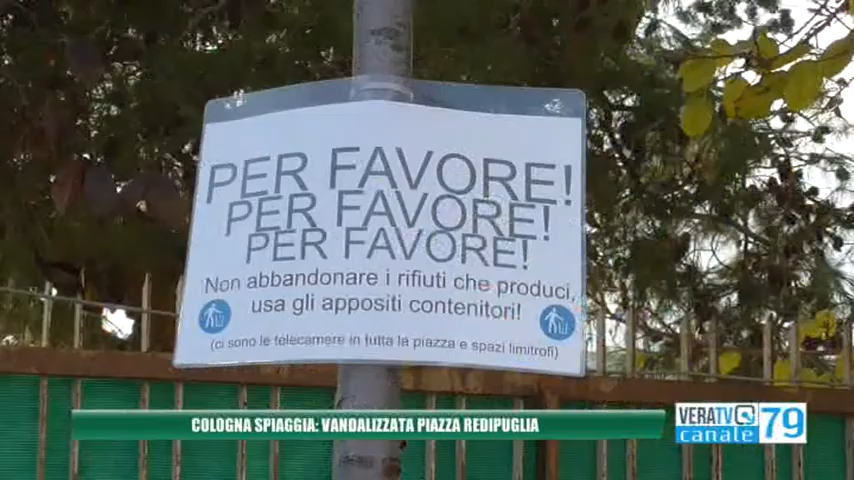 PER FAVORE!
PER FAVORE!
PER FAVORE!
Non abbandonare i rifiuti che produci,
usa gli appositi contenitori!
(ci sono le telecamere in tutta la piazza e spazi limitrofi)
COLOGNA SPIAGGIA: VANDALIZZATA PIAZZA REDIPUGLIA
VERATV
canale 79